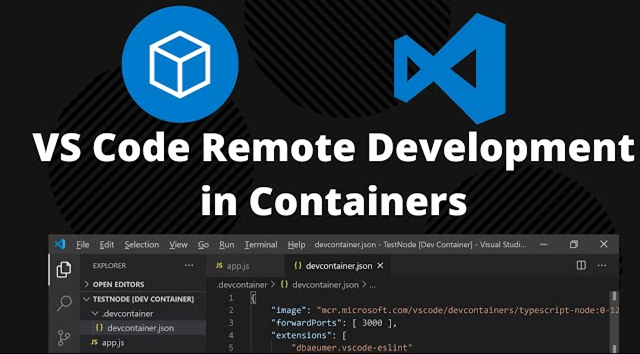 VS Code Remote Development
in Containers
File Edit Selection View Go Run Terminal Help devcontainer.json - TestNode [Dev Container] - Visual Studi...
EXPLORER ... JS app.js {} devcontainer.json ×
OPEN EDITORS .devcontainer > {} devcontainer.json > ...
TESTNODE [DEV CONTAINER] 1 {
.devcontainer 2 "image": "mcr.microsoft.com/vscode/devcontainers/typescript-node:0-12
{} devcontainer.json 3 "forwardPorts": [ 3000 ],
JS app.js 4 "extensions": [
5 "dbaeumer.vscode-eslint"